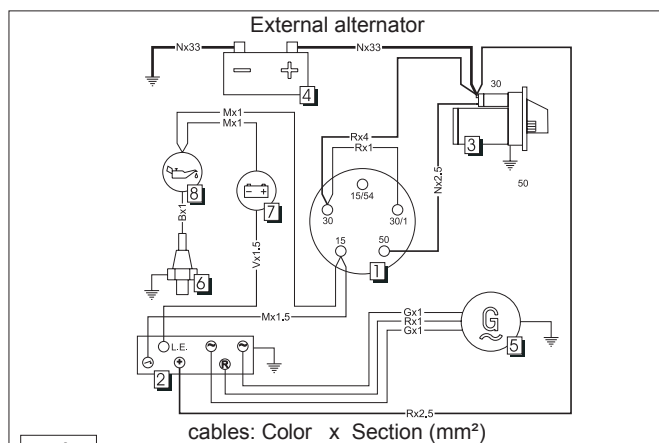 External alternator
Nx33
Nx33
4
30
3
50
Mx1
Mx1
Rx4
Rx1
Nx2,5
8
7
15/54
30
30/1
15
50
1
Bx1
Vx1.5
6
Mx1.5
L.E.
R
2
Gx1
Rx1
Gx1
G
5
Rx2,5
cables: Color x Section (mm²)